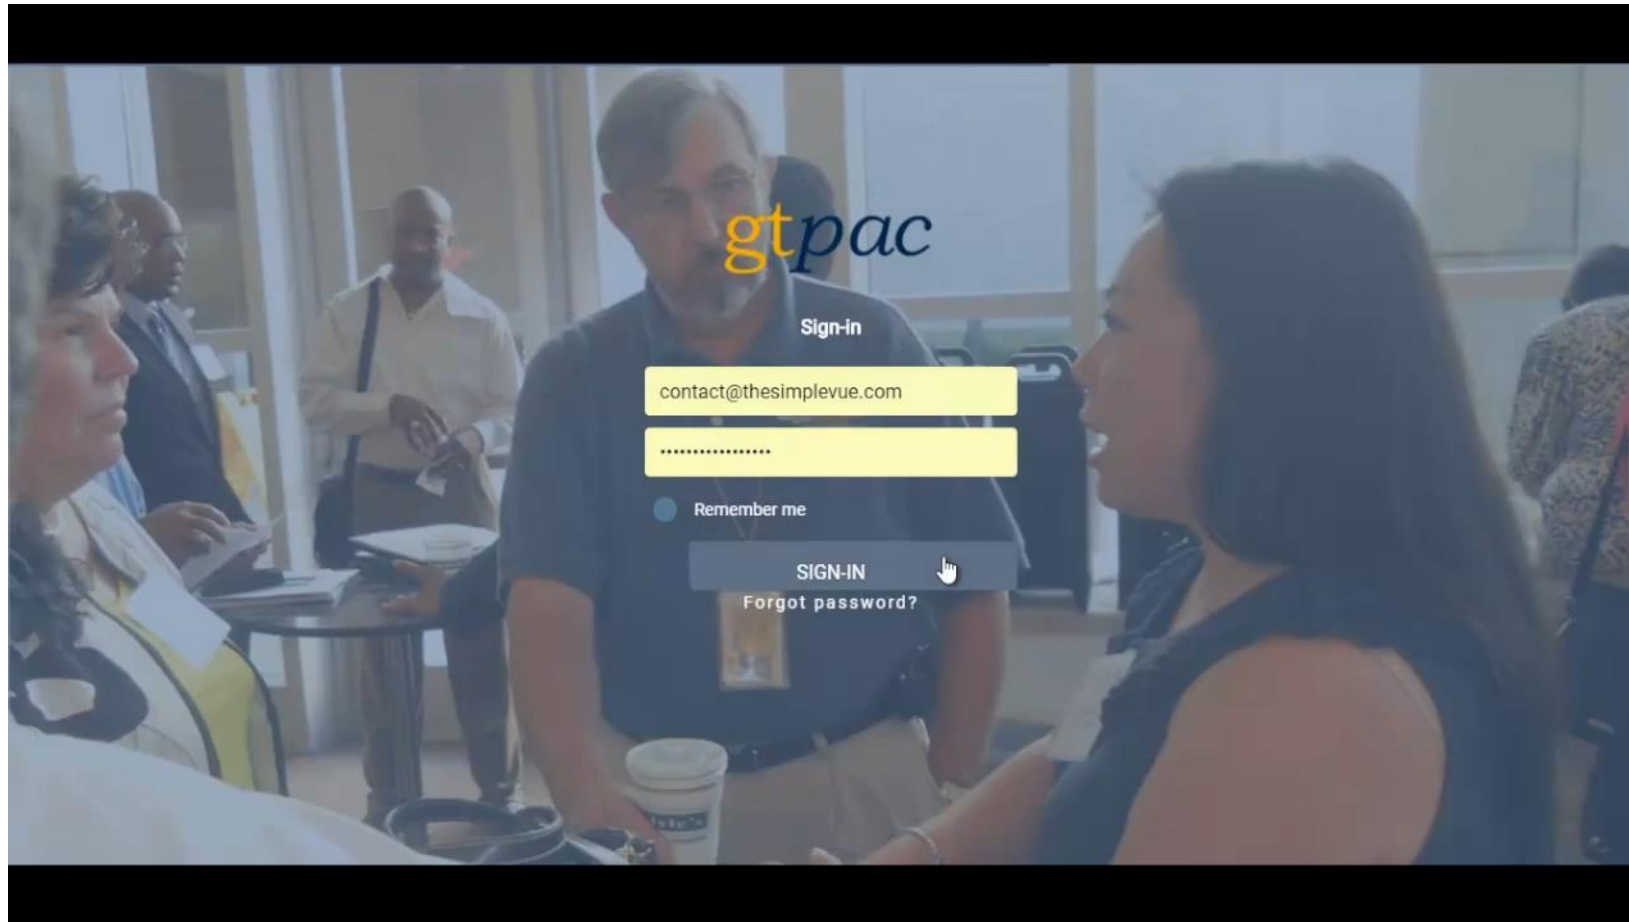 gtpac
Sign-in
contact@thesimplevue.com
•••••••••••••••••
Remember me
SIGN-IN
Forgot password?